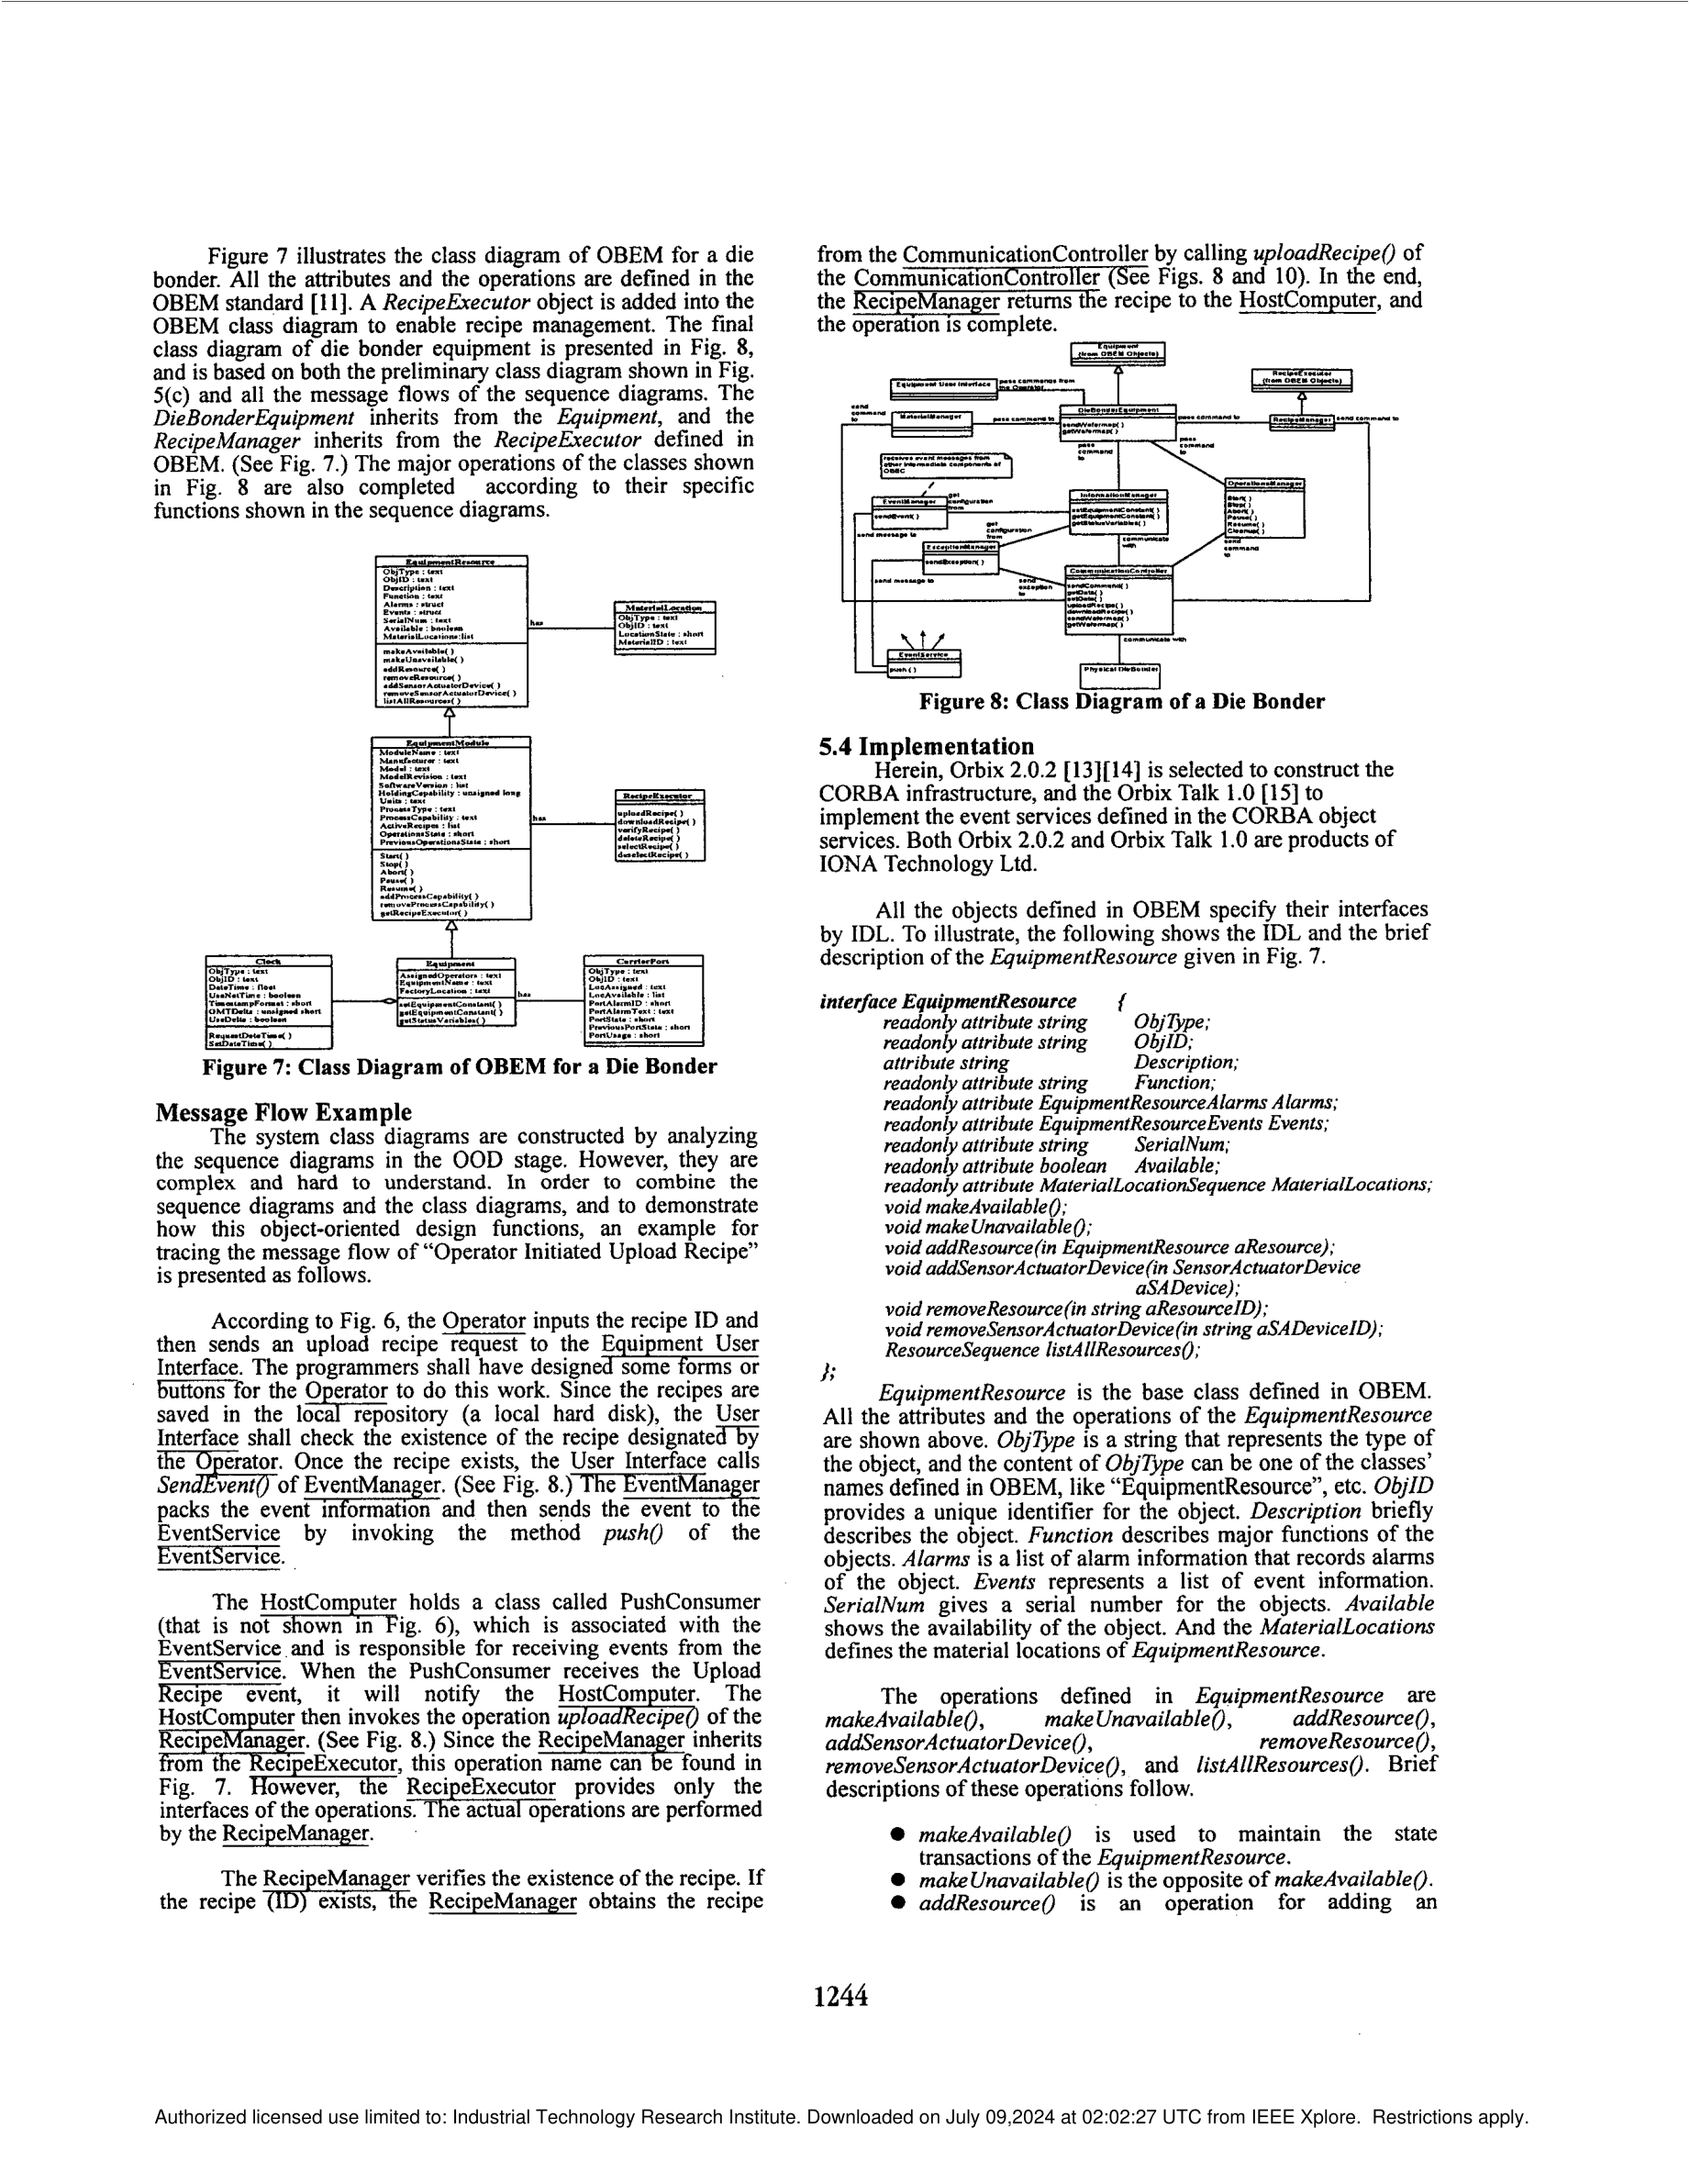 Figure 7 illustrates the class diagram of OBEM for a die
bonder. All the attributes and the operations are defined in the
OBEM standard [11]. A RecipeExecutor object is added into the
OBEM class diagram to enable recipe management. The final
class diagram of die bonder equipment is presented in Fig. 8,
and is based on both the preliminary class diagram shown in Fig.
5(c) and all the message flows of the sequence diagrams. The
DieBonderEquipment inherits from the Equipment, and the
RecipeManager inherits from the RecipeExecutor defined in
OBEM. (See Fig. 7.) The major operations of the classes shown
in Fig. 8 are also completed according to their specific
functions shown in the sequence diagrams.
EquipmentResource
ObjType : text
ObjID : text
Description : text
Function : text
Alarms : struct
Events : struct
SerialNum : text
Available : boolean
MaterialLocations:list
makeAvailable( )
makeUnavailable( )
addResource( )
removeResource( )
addSensorActuatorDevice( )
removeSensorActuatorDevice( )
listAllResources( )
has
MaterialLocation
ObjType : text
ObjID : text
LocationState : short
MaterialID : text
EquipmentModule
ModuleName : text
Manufacturer : text
Model : text
ModelRevision : text
SoftwareVersion : list
HoldingCapability : unsigned long
Units : text
ProcessType : text
ProcessCapability : text
ActiveRecipes : list
OperationsState : short
PreviousOperationsState : short
Start( )
Stop( )
Abort( )
Pause( )
Resume( )
addProcessCapability( )
removeProcessCapability( )
getRecipeExecutor( )
has
RecipeExecutor
uploadRecipe( )
downloadRecipe( )
verifyRecipe( )
deleteRecipe( )
selectRecipe( )
deselectRecipe( )
Clock
ObjType : text
ObjID : text
DateTime : float
UseNetTime : boolean
TimestampFormat : short
GMTDelta : unsigned short
UseDelta : boolean
RequestDateTime( )
SetDateTime( )
Equipment
AssignedOperators : text
EquipmentName : text
FactoryLocation : text
setEquipmentConstant( )
getEquipmentConstant( )
getStatusVariables( )
has
CarrierPort
ObjType : text
ObjID : text
LocAssigned : text
LocAvailable : list
PortAlarmID : short
PortAlarmText : text
PortState : short
PreviousPortState : short
PortUsage : short
Figure 7: Class Diagram of OBEM for a Die Bonder
Message Flow Example
The system class diagrams are constructed by analyzing
the sequence diagrams in the OOD stage. However, they are
complex and hard to understand. In order to combine the
sequence diagrams and the class diagrams, and to demonstrate
how this object-oriented design functions, an example for
tracing the message flow of “Operator Initiated Upload Recipe”
is presented as follows.
According to Fig. 6, the Operator inputs the recipe ID and
then sends an upload recipe request to the Equipment User
Interface. The programmers shall have designed some forms or
buttons for the Operator to do this work. Since the recipes are
saved in the local repository (a local hard disk), the User
Interface shall check the existence of the recipe designated by
the Operator. Once the recipe exists, the User Interface calls
SendEvent() of EventManager. (See Fig. 8.) The EventManager
packs the event information and then sends the event to the
EventService by invoking the method push() of the
EventService.
The HostComputer holds a class called PushConsumer
(that is not shown in Fig. 6), which is associated with the
EventService and is responsible for receiving events from the
EventService. When the PushConsumer receives the Upload
Recipe event, it will notify the HostComputer. The
HostComputer then invokes the operation uploadRecipe() of the
RecipeManager. (See Fig. 8.) Since the RecipeManager inherits
from the RecipeExecutor, this operation name can be found in
Fig. 7. However, the RecipeExecutor provides only the
interfaces of the operations. The actual operations are performed
by the RecipeManager.
The RecipeManager verifies the existence of the recipe. If
the recipe (ID) exists, the RecipeManager obtains the recipe
from the CommunicationController by calling uploadRecipe() of
the CommunicationController (See Figs. 8 and 10). In the end,
the RecipeManager returns the recipe to the HostComputer, and
the operation is complete.
Equipment
(from OBEM Objects)
RecipeExecutor
(from OBEM Objects)
Equipment User Interface
pass commands from
the Operator
send
command
to
MaterialManager
pass command to
DieBonderEquipment
sendWafermap( )
getWafermap( )
pass command to
RecipeManager
send command to
pass
command
to
pass
command
to
receives event messages from
other intermediate components of
OBEC
EventManager
sendEvent( )
get
configuration
from
InformationManager
setEquipmentConstant( )
getEquipmentConstant( )
getStatusVariables( )
OperationsManager
Start( )
Stop( )
Abort( )
Pause( )
Resume( )
Cleanup( )
send message to
get
configuration
from
communicate
with
send
command
to
ExceptionManager
sendException( )
send message to
send
exception
to
CommunicationController
sendCommand( )
getData( )
setData( )
uploadRecipe( )
downloadRecipe( )
sendWafermap( )
getWafermap( )
communicate with
EventService
push ( )
Physical DieBonder
Figure 8: Class Diagram of a Die Bonder
5.4 Implementation
Herein, Orbix 2.0.2 [13][14] is selected to construct the
CORBA infrastructure, and the Orbix Talk 1.0 [15] to
implement the event services defined in the CORBA object
services. Both Orbix 2.0.2 and Orbix Talk 1.0 are products of
IONA Technology Ltd.
All the objects defined in OBEM specify their interfaces
by IDL. To illustrate, the following shows the IDL and the brief
description of the EquipmentResource given in Fig. 7.
interface EquipmentResource {
readonly attribute string ObjType;
readonly attribute string ObjID;
attribute string Description;
readonly attribute string Function;
readonly attribute EquipmentResourceAlarms Alarms;
readonly attribute EquipmentResourceEvents Events;
readonly attribute string SerialNum;
readonly attribute boolean Available;
readonly attribute MaterialLocationSequence MaterialLocations;
void makeAvailable();
void makeUnavailable();
void addResource(in EquipmentResource aResource);
void addSensorActuatorDevice(in SensorActuatorDevice
aSADevice);
void removeResource(in string aResourceID);
void removeSensorActuatorDevice(in string aSADeviceID);
ResourceSequence listAllResources();
};
EquipmentResource is the base class defined in OBEM.
All the attributes and the operations of the EquipmentResource
are shown above. ObjType is a string that represents the type of
the object, and the content of ObjType can be one of the classes’
names defined in OBEM, like “EquipmentResource”, etc. ObjID
provides a unique identifier for the object. Description briefly
describes the object. Function describes major functions of the
objects. Alarms is a list of alarm information that records alarms
of the object. Events represents a list of event information.
SerialNum gives a serial number for the objects. Available
shows the availability of the object. And the MaterialLocations
defines the material locations of EquipmentResource.
The operations defined in EquipmentResource are
makeAvailable(), makeUnavailable(), addResource(),
addSensorActuatorDevice(), removeResource(),
removeSensorActuatorDevice(), and listAllResources(). Brief
descriptions of these operations follow.
● makeAvailable() is used to maintain the state
transactions of the EquipmentResource.
● makeUnavailable() is the opposite of makeAvailable().
● addResource() is an operation for adding an
1244
Authorized licensed use limited to: Industrial Technology Research Institute. Downloaded on July 09,2024 at 02:02:27 UTC from IEEE Xplore. Restrictions apply.